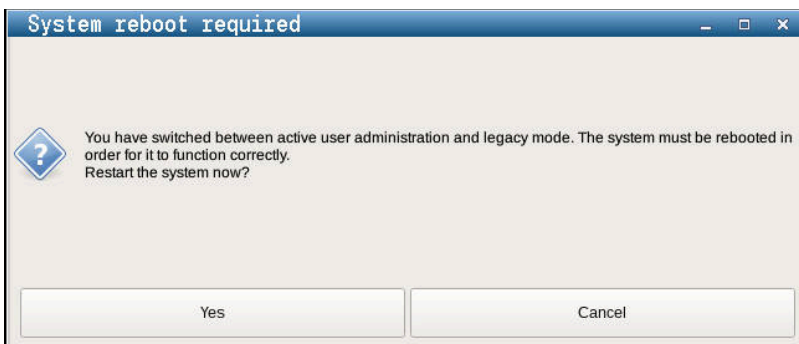 System reboot required
You have switched between active user administration and legacy mode. The system must be rebooted in
order for it to function correctly.
Restart the system now?
Yes
Cancel